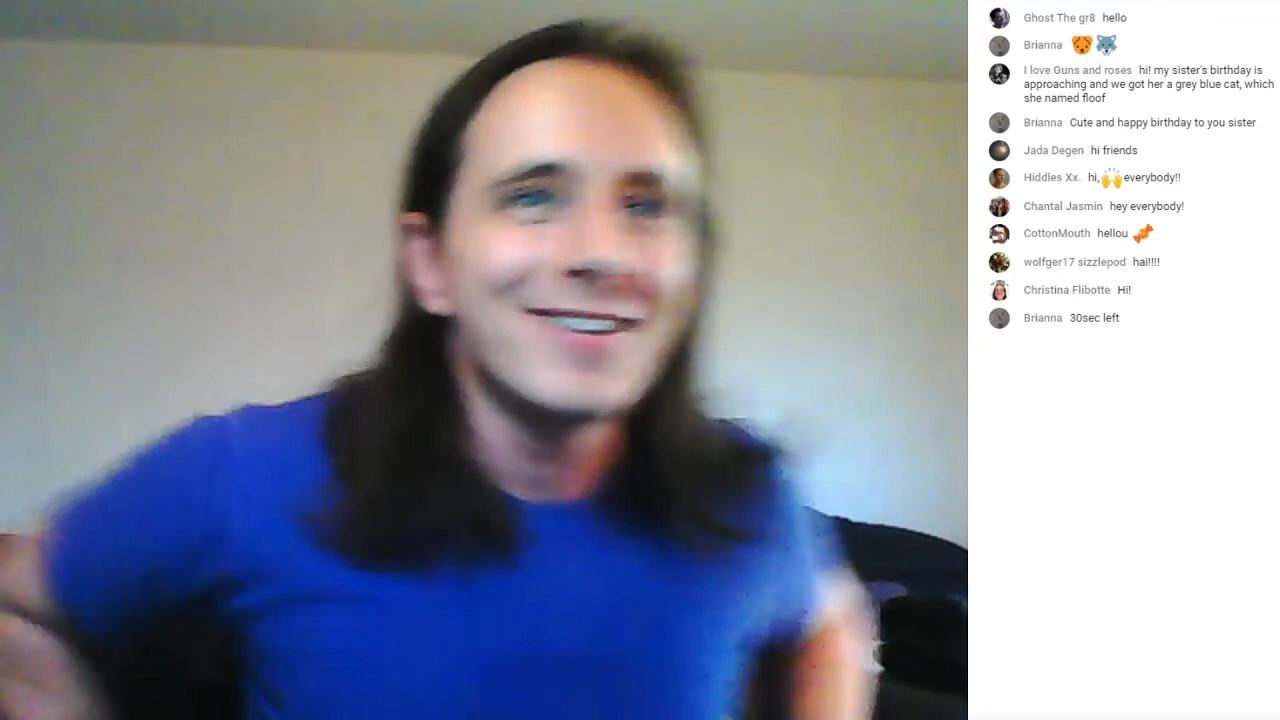 Ghost The gr8 hello
Brianna 🐻🐺
I love Guns and roses hi! my sister's birthday is
approaching and we got her a grey blue cat, which
she named floof
Brianna Cute and happy birthday to you sister
Jada Degen hi friends
Hiddles Xx. hi,🙌everybody!!
Chantal Jasmin hey everybody!
CottonMouth hellou 🍬
wolfger17 sizzlepod hai!!!!
Christina Flibotte Hi!
Brianna 30sec left